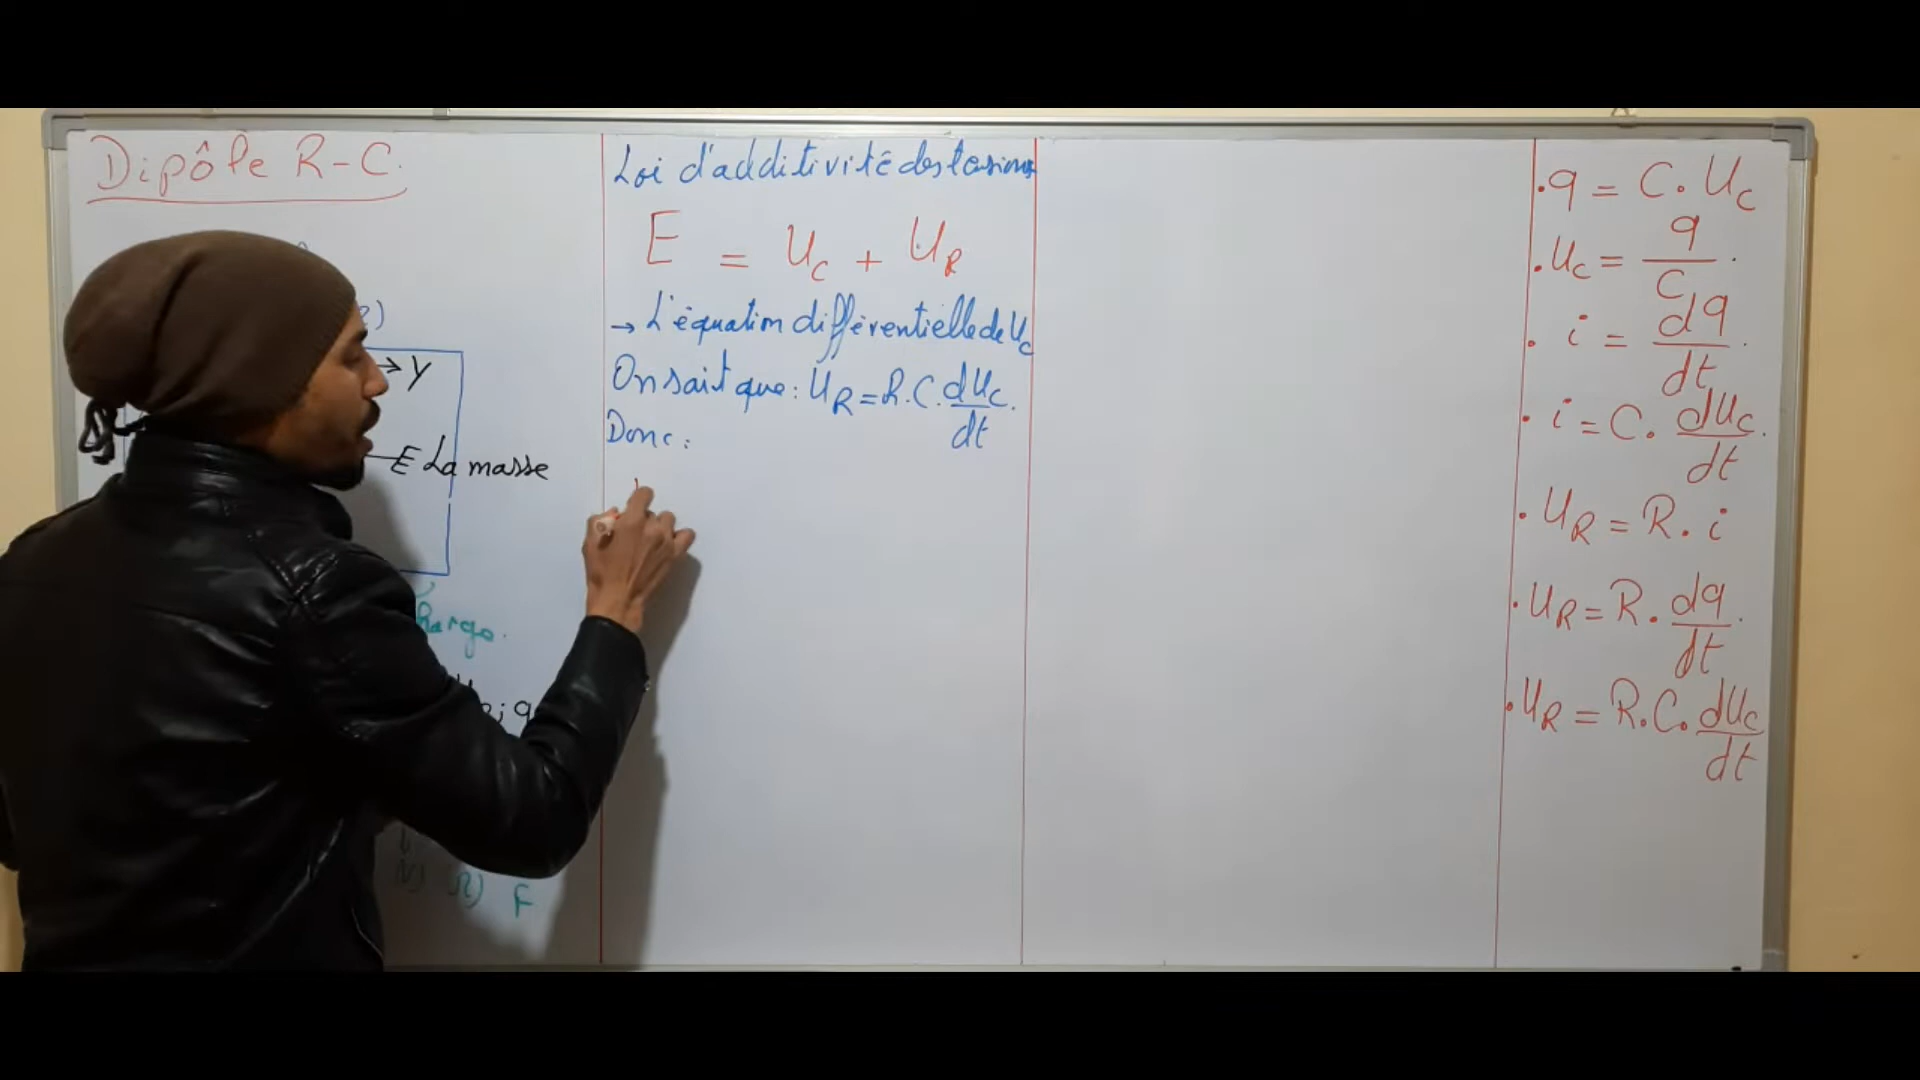 Dipôle R-C.
Y
E La masse
Loi d'additivité des tensions
E = Uc + UR
→ L'équation différentielle de Uc
On sait que : UR = R.C. dUc/dt
Donc :
. q = C. Uc
. Uc = q/C
. i = dq/dt
. i = C. dUc/dt
. UR = R. i
. UR = R. dq/dt
. UR = R.C. dUc/dt